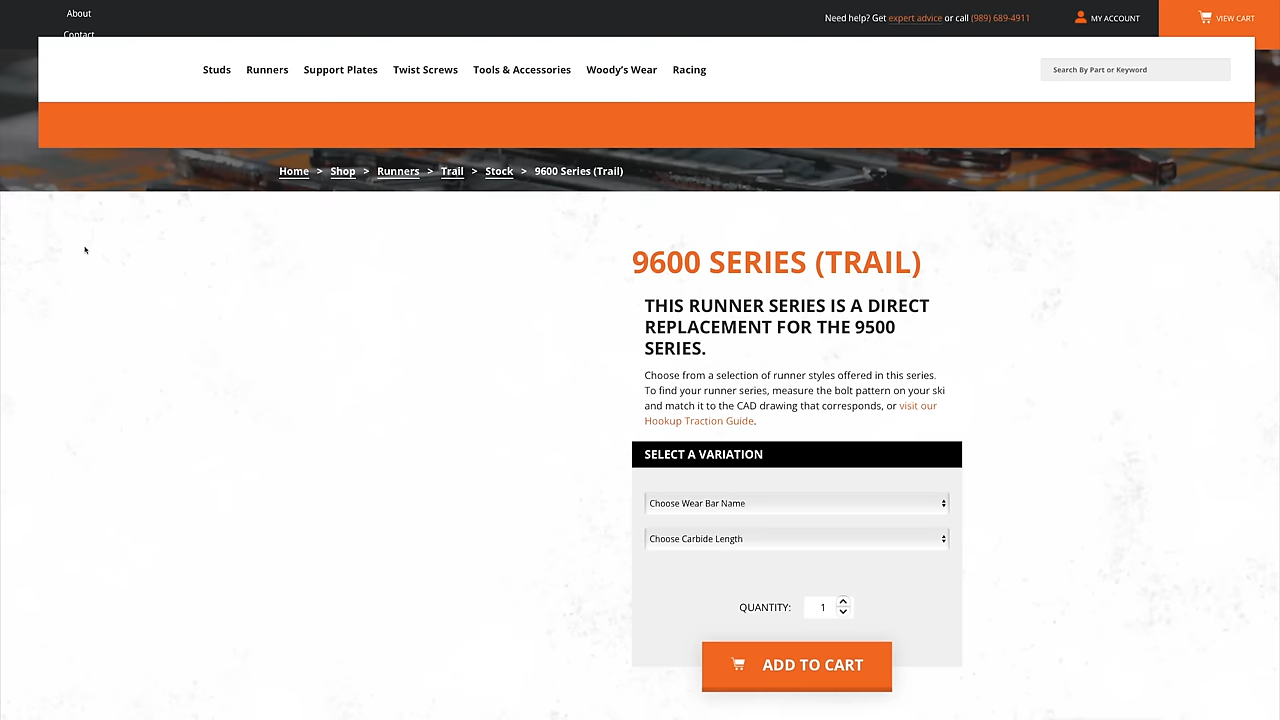 About
Contact
Need help? Get expert advice or call (989) 689-4911
MY ACCOUNT
VIEW CART
Studs Runners Support Plates Twist Screws Tools & Accessories Woody's Wear Racing
Search By Part or Keyword
Home > Shop > Runners > Trail > Stock > 9600 Series (Trail)
9600 SERIES (TRAIL)
THIS RUNNER SERIES IS A DIRECT
REPLACEMENT FOR THE 9500
SERIES.
Choose from a selection of runner styles offered in this series.
To find your runner series, measure the bolt pattern on your ski
and match it to the CAD drawing that corresponds, or visit our
Hookup Traction Guide.
SELECT A VARIATION
Choose Wear Bar Name
Choose Carbide Length
QUANTITY: 1
ADD TO CART